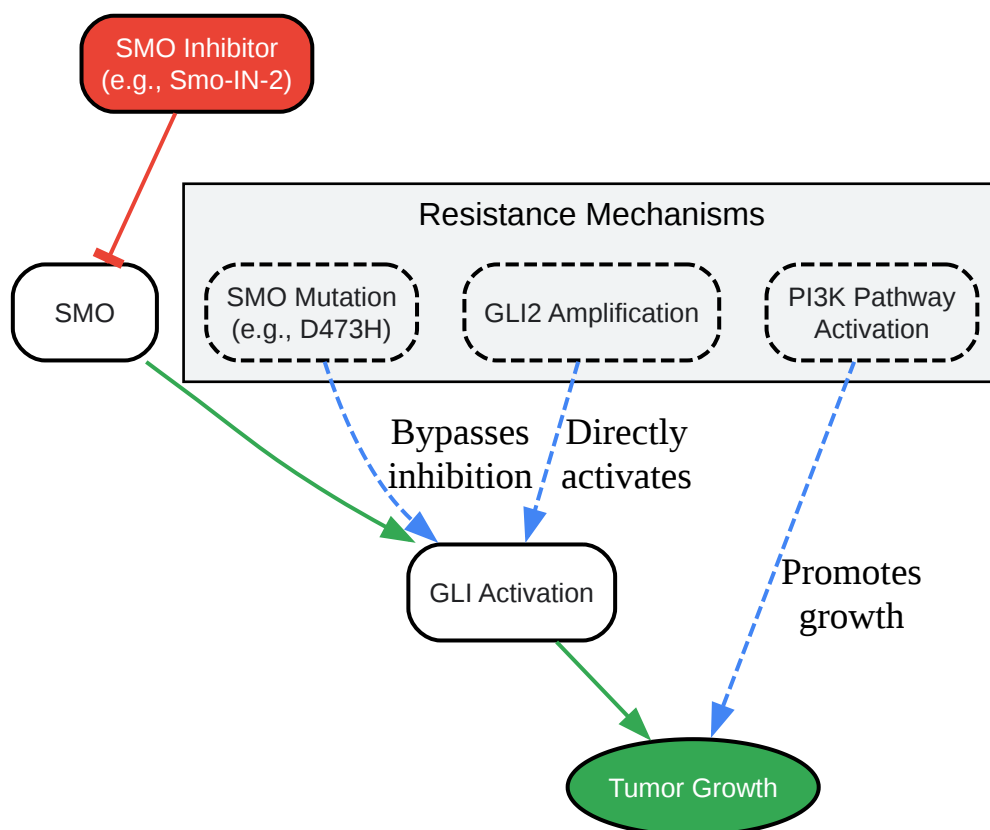 SMO Inhibitor
(e.g., Smo-IN-2)
Resistance Mechanisms
SMO
SMO Mutation
(e.g., D473H)
GLI2 Amplification
PI3K Pathway
Activation
Bypasses
inhibition
Directly
activates
GLI Activation
Promotes
growth
Tumor Growth